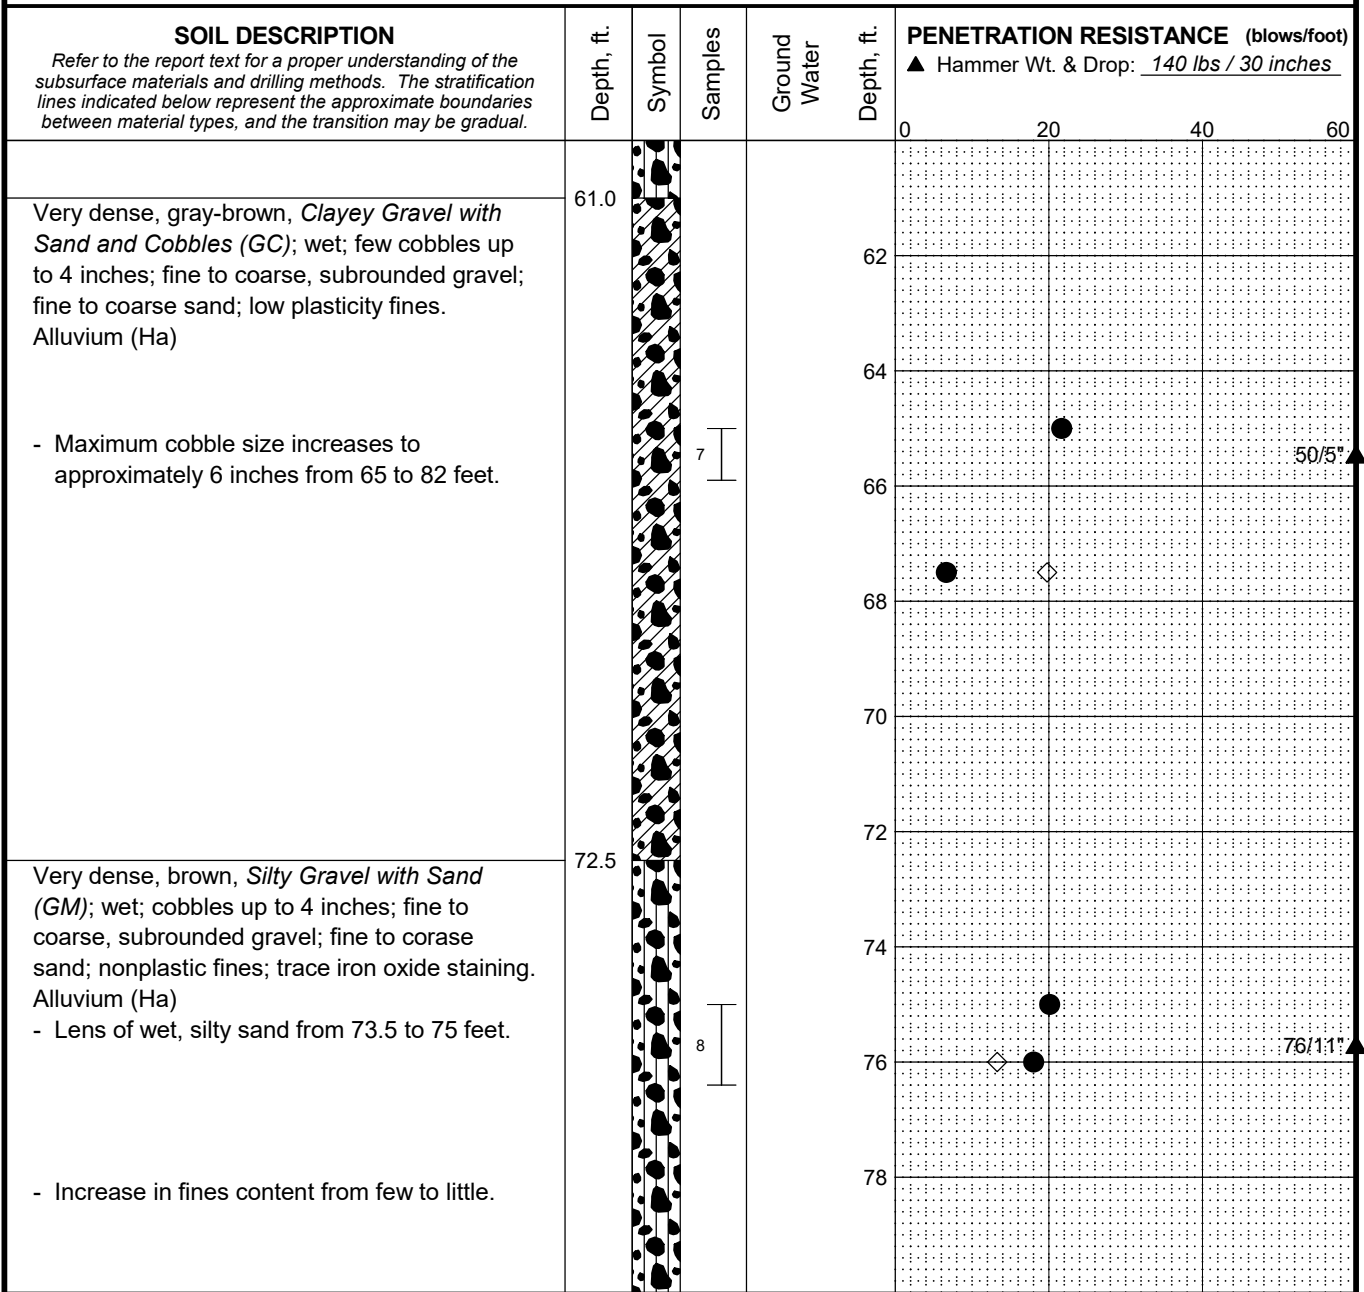 SOIL DESCRIPTION
Refer to the report text for a proper understanding of the
subsurface materials and drilling methods. The stratification
lines indicated below represent the approximate boundaries
between material types, and the transition may be gradual.
Depth, ft.
Symbol
Samples
Ground
Water
Depth, ft.
PENETRATION RESISTANCE (blows/foot)
▲ Hammer Wt. & Drop: 140 lbs / 30 inches
0 20 40 60
61.0
Very dense, gray-brown, Clayey Gravel with
Sand and Cobbles (GC); wet; few cobbles up
to 4 inches; fine to coarse, subrounded gravel;
fine to coarse sand; low plasticity fines.
Alluvium (Ha)
62
64
- Maximum cobble size increases to
approximately 6 inches from 65 to 82 feet.
7
50/5"
66
68
70
72
72.5
Very dense, brown, Silty Gravel with Sand
(GM); wet; cobbles up to 4 inches; fine to
coarse, subrounded gravel; fine to corase
sand; nonplastic fines; trace iron oxide staining.
Alluvium (Ha)
- Lens of wet, silty sand from 73.5 to 75 feet.
74
8
76/11"
76
78
- Increase in fines content from few to little.